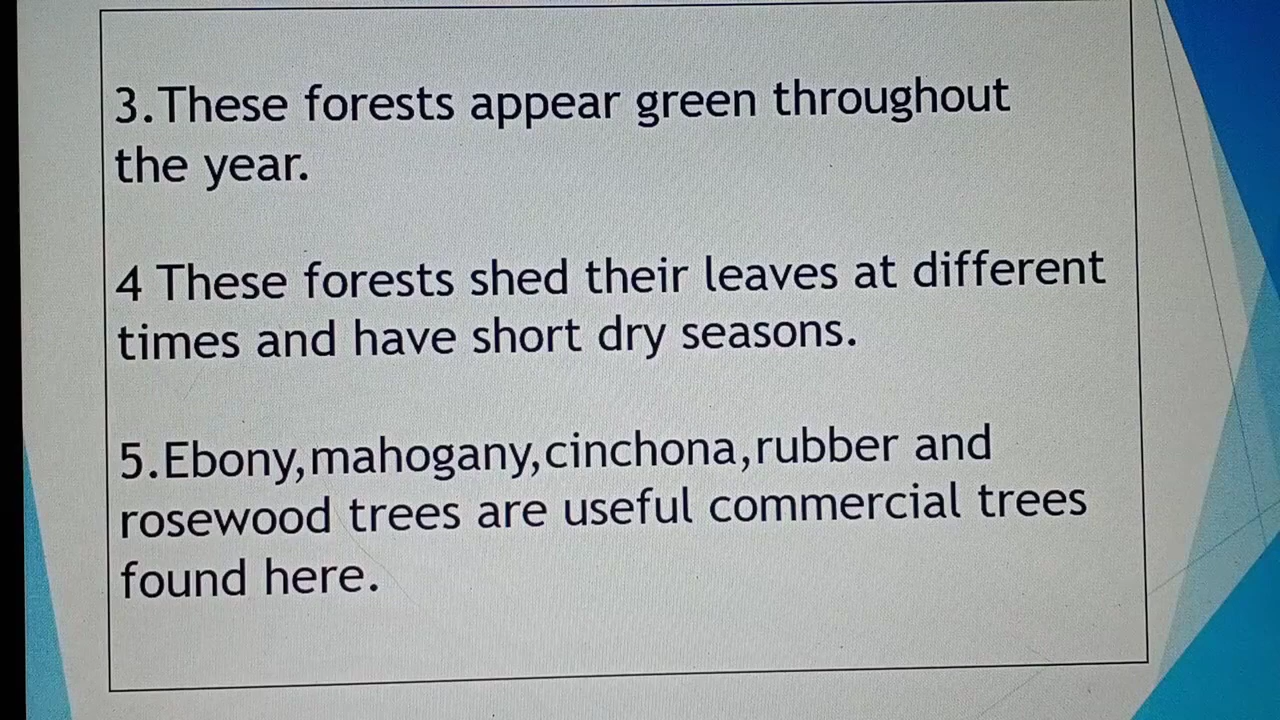 3.These forests appear green throughout
the year.
4 These forests shed their leaves at different
times and have short dry seasons.
5.Ebony,mahogany,cinchona,rubber and
rosewood trees are useful commercial trees
found here.